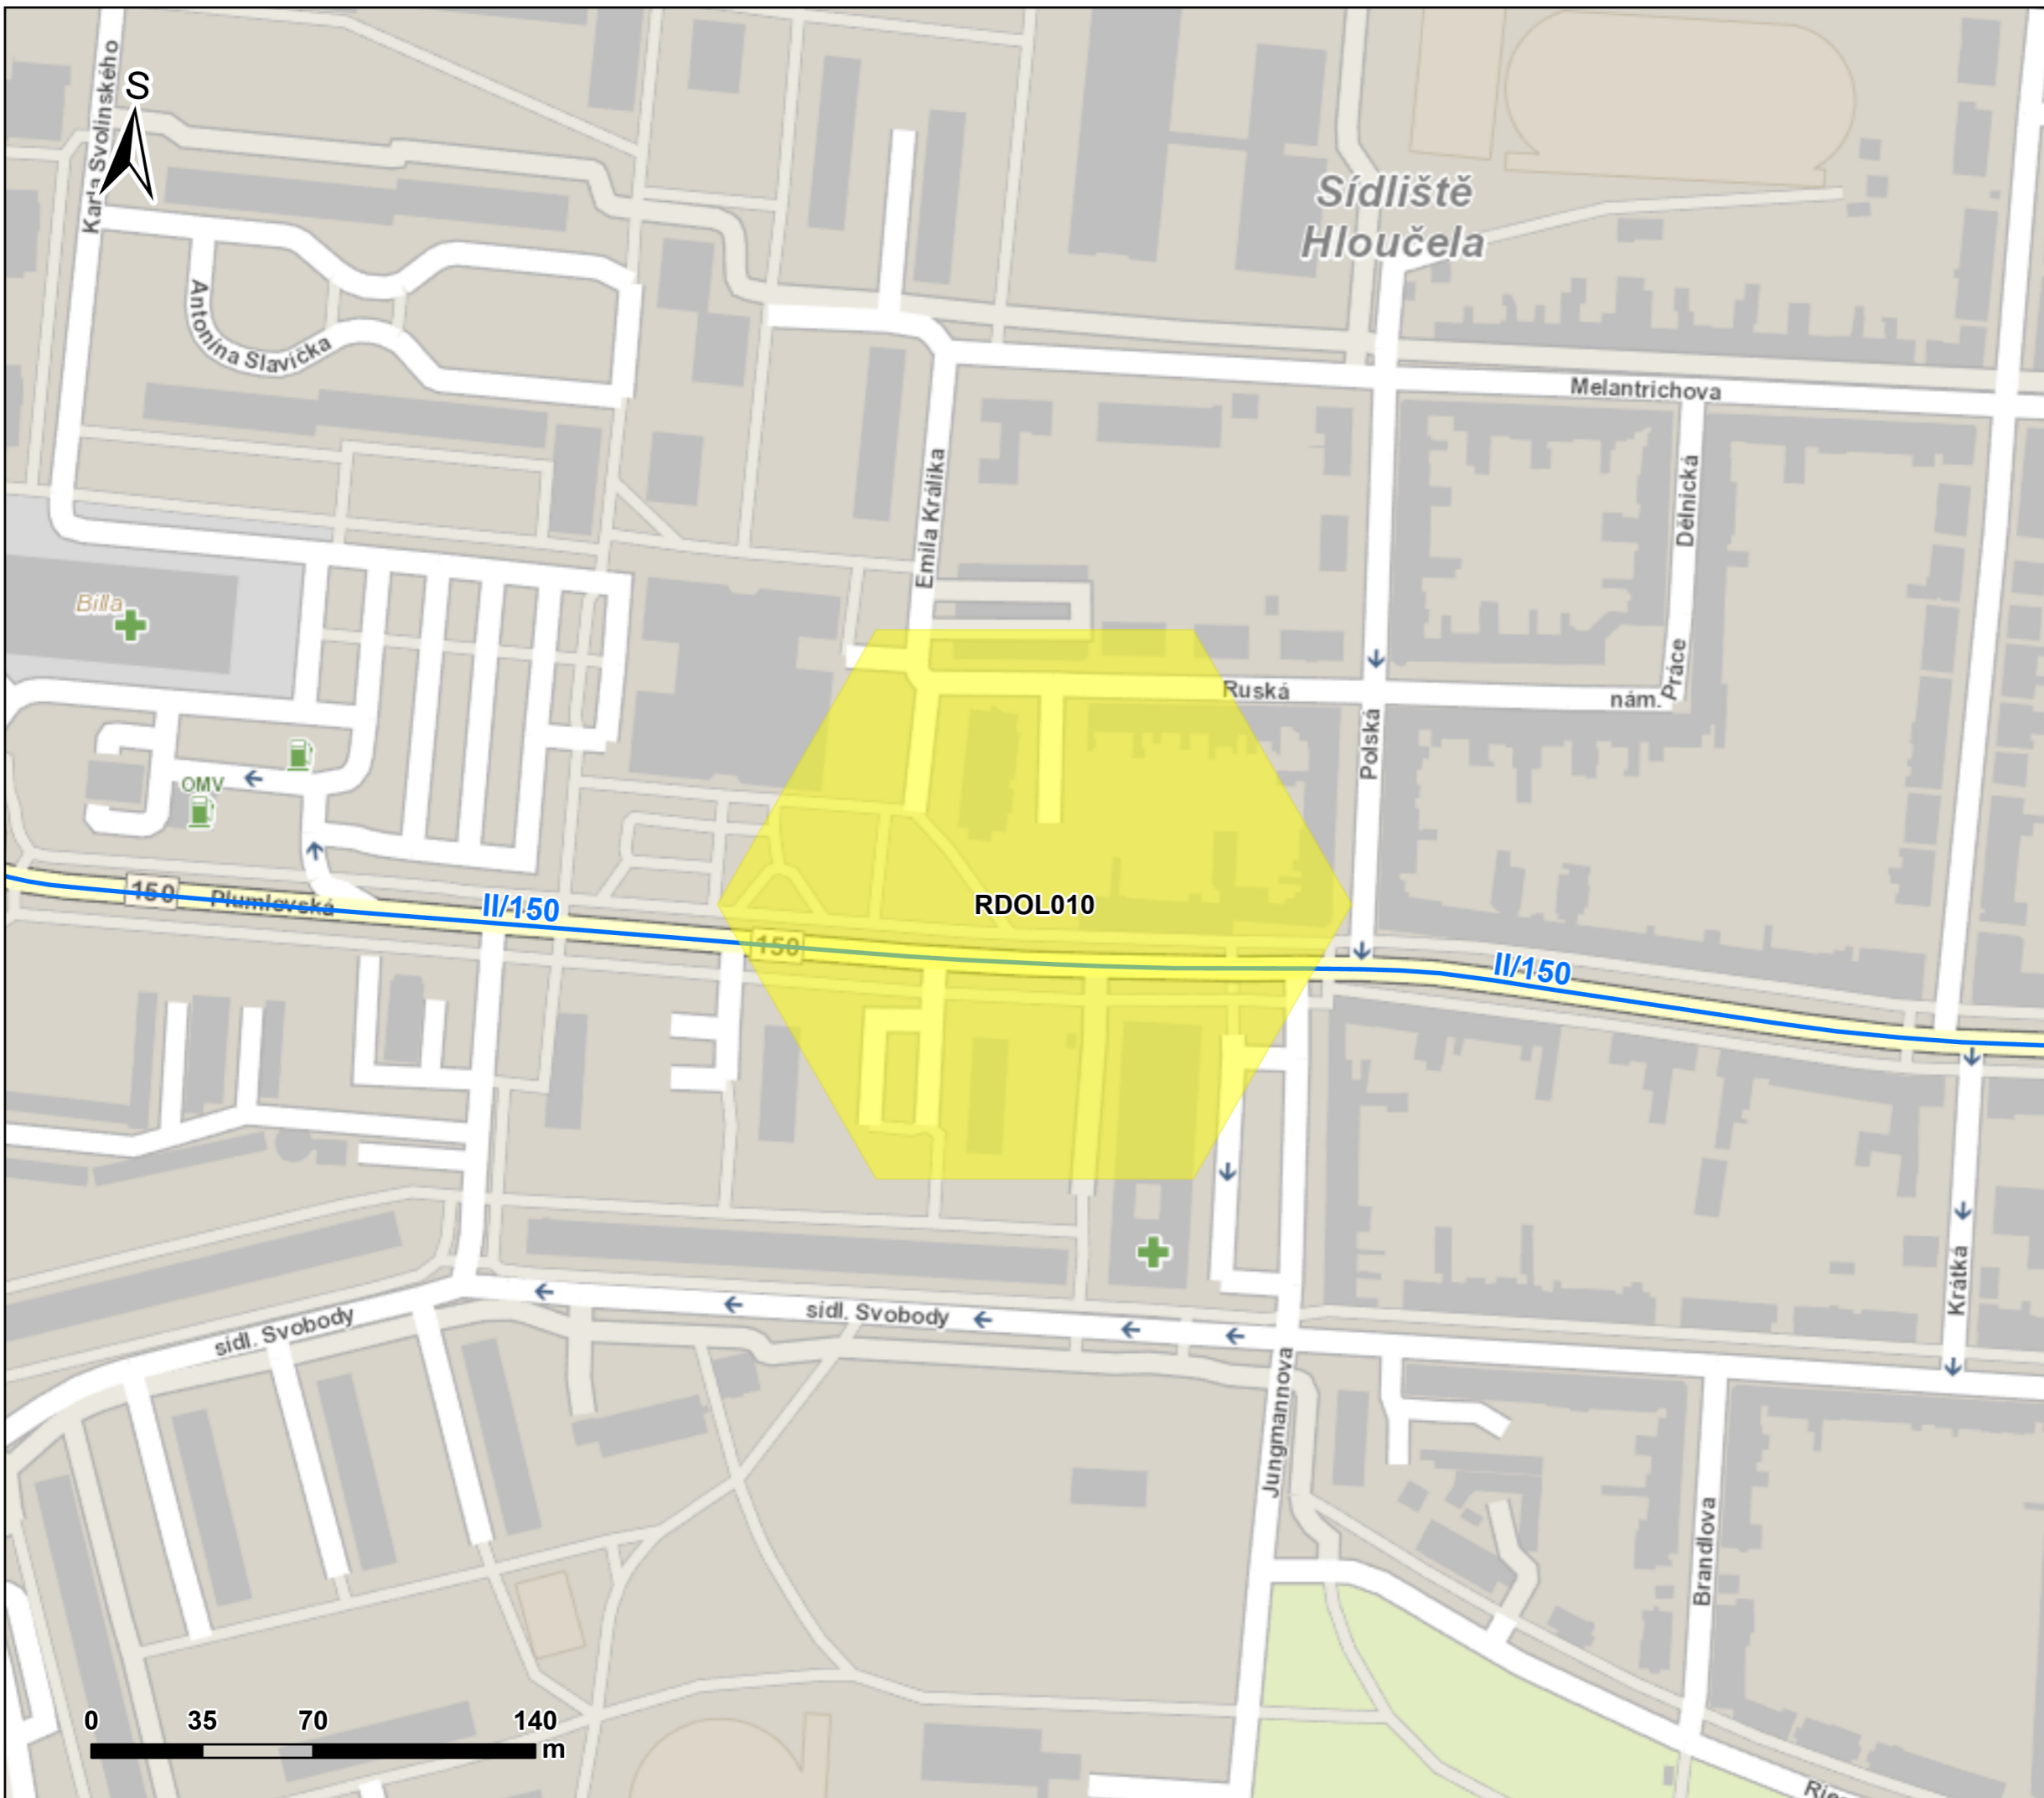 S
Karla Svolinského
Sídliště
Hloučela
Antonína Slavíčka
Melantrichova
Emila Králíka
Dělnická
Billa
Ruská
nám. Práce
Polská
OMV
150
Plumlovská
II/150
RDOL010
150
II/150
Krátká
sídl. Svobody
sídl. Svobody
Jungmannova
Brandlova
0 35 70 140
m